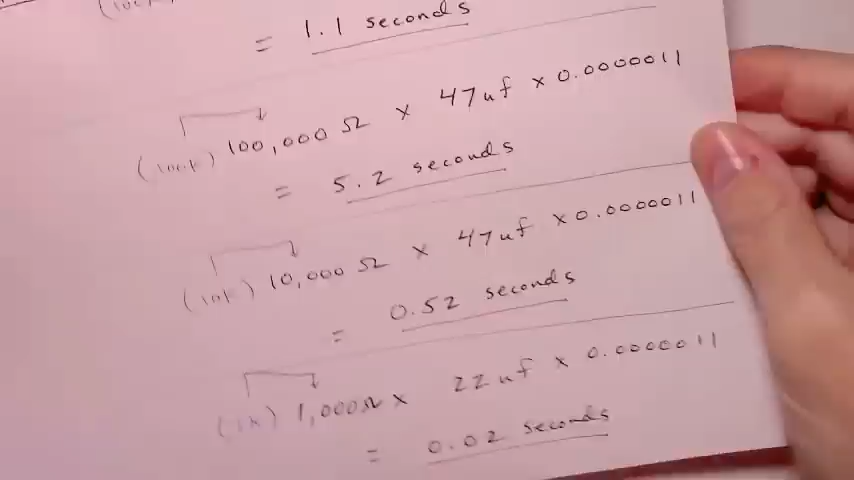 = 1.1 seconds
(100k) 100,000 Ω x 47uf x 0.0000011
= 5.2 seconds
(10k) 10,000 Ω x 47uf x 0.0000011
= 0.52 seconds
(1k) 1,000Ω x 22uf x 0.0000011
= 0.02 seconds